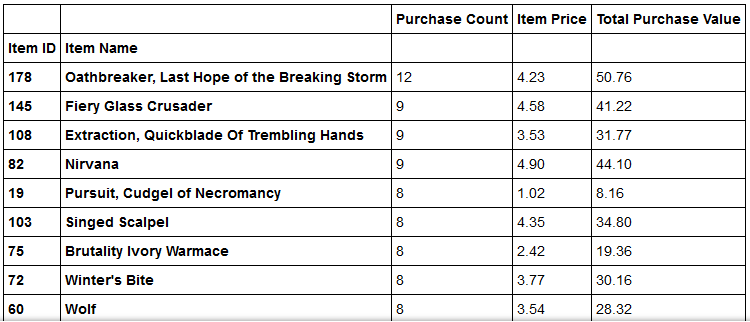 Purchase Count Item Price Total Purchase Value
Item ID Item Name
178 Oathbreaker, Last Hope of the Breaking Storm 12 4.23 50.76
145 Fiery Glass Crusader 9 4.58 41.22
108 Extraction, Quickblade Of Trembling Hands 9 3.53 31.77
82 Nirvana 9 4.90 44.10
19 Pursuit, Cudgel of Necromancy 8 1.02 8.16
103 Singed Scalpel 8 4.35 34.80
75 Brutality Ivory Warmace 8 2.42 19.36
72 Winter's Bite 8 3.77 30.16
60 Wolf 8 3.54 28.32